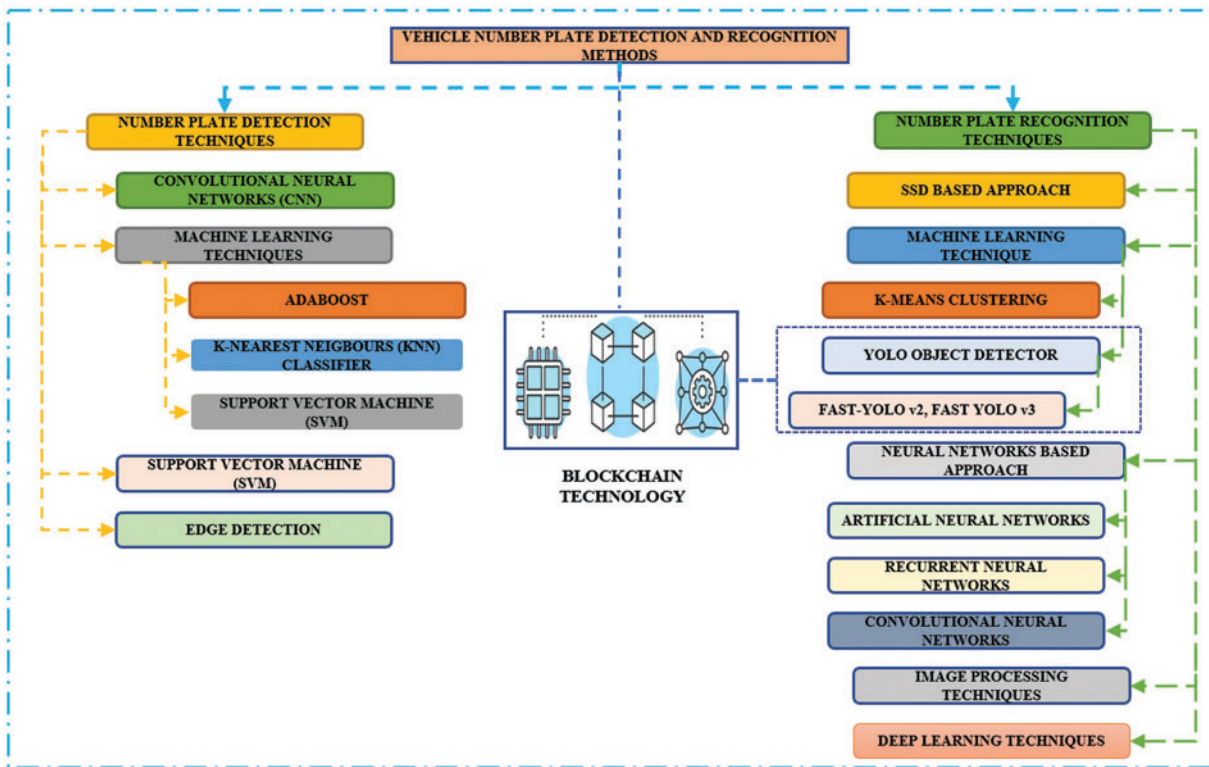 VEHICLE NUMBER PLATE DETECTION AND RECOGNITION
METHODS
NUMBER PLATE DETECTION
TECHNIQUES
CONVOLUTIONAL NEURAL
NETWORKS (CNN)
MACHINE LEARNING
TECHNIQUES
ADABOOST
K-NEAREST NEIGBOURS (KNN)
CLASSIFIER
SUPPORT VECTOR MACHINE
(SVM)
SUPPORT VECTOR MACHINE
(SVM)
EDGE DETECTION
BLOCKCHAIN
TECHNOLOGY
NUMBER PLATE RECOGNITION
TECHNIQUES
SSD BASED APPROACH
MACHINE LEARNING
TECHNIQUE
K-MEANS CLUSTERING
YOLO OBJECT DETECTOR
FAST-YOLO v2, FAST YOLO v3
NEURAL NETWORKS BASED
APPROACH
ARTIFICIAL NEURAL NETWORKS
RECURRENT NEURAL
NETWORKS
CONVOLUTIONAL NEURAL
NETWORKS
IMAGE PROCESSING
TECHNIQUES
DEEP LEARNING TECHNIQUES